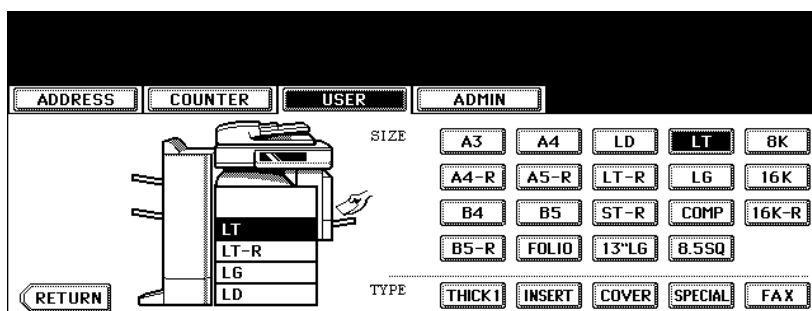 ADDRESS COUNTER USER ADMIN
SIZE A3 A4 LD LT 8K
A4-R A5-R LT-R LG 16K
B4 B5 ST-R COMP 16K-R
B5-R FOLIO 13"LG 8.5SQ
LT
LT-R
LG
LD
TYPE THICK1 INSERT COVER SPECIAL FAX
RETURN